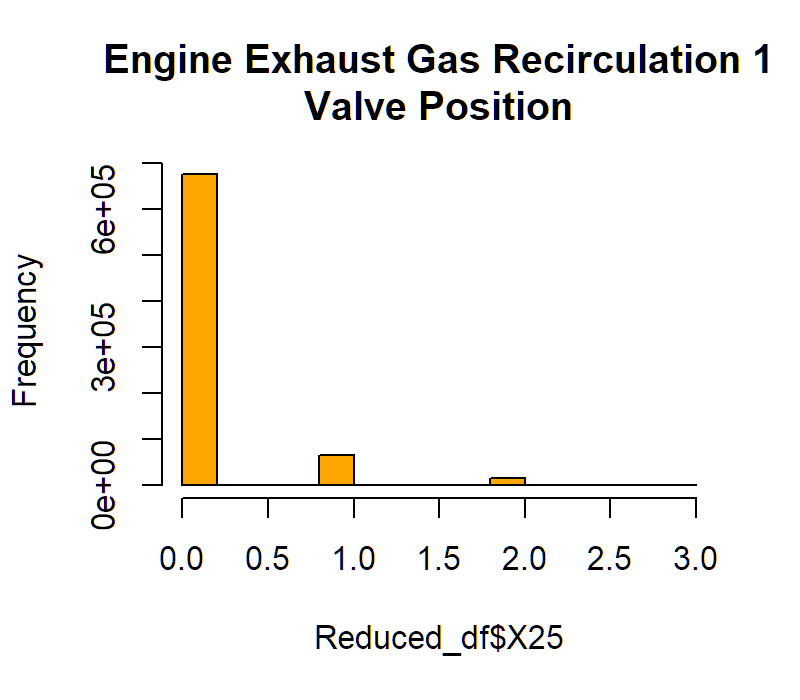 Engine Exhaust Gas Recirculation 1
Valve Position
Frequency
6e+05
3e+05
0e+00
0.0 0.5 1.0 1.5 2.0 2.5 3.0
Reduced_df$X25